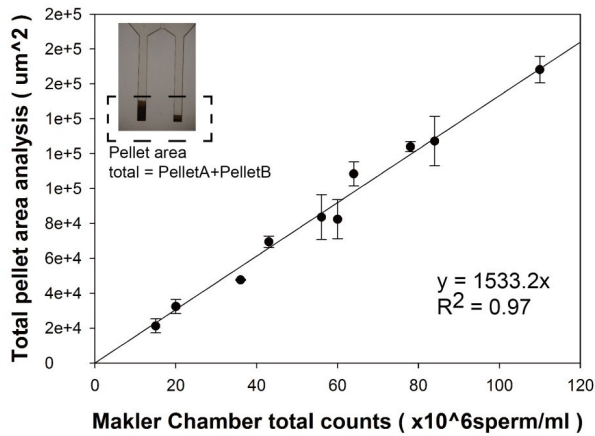 Total pellet area analysis ( um^2 )
2e+5
2e+5
2e+5
1e+5
1e+5
1e+5
8e+4
6e+4
4e+4
2e+4
0
Pellet area
total = PelletA+PelletB
y = 1533.2x
R2 = 0.97
0 20 40 60 80 100 120
Makler Chamber total counts ( x10^6sperm/ml )